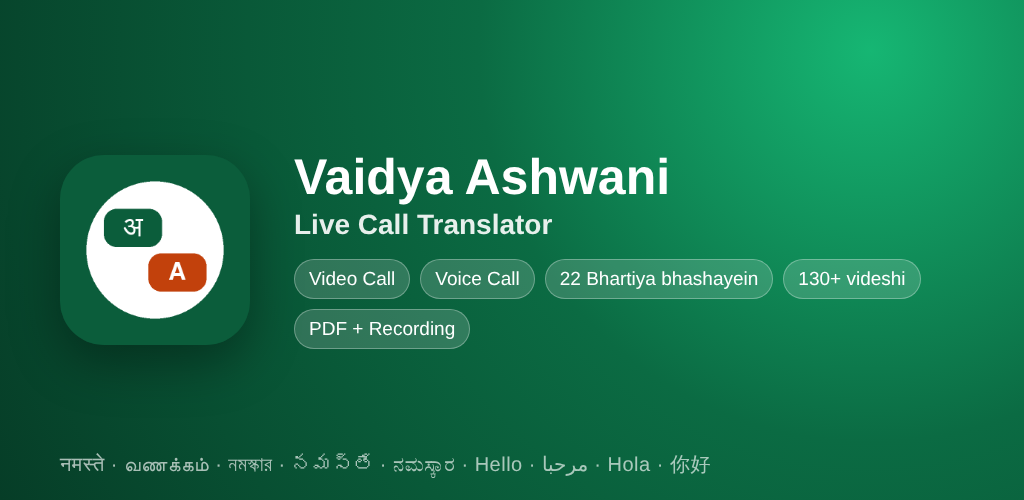 अ
A
Vaidya Ashwani
Live Call Translator
Video Call
Voice Call
22 Bhartiya bhashayein
130+ videshi
PDF + Recording
नमस्ते · வணக்கம் · নমস্কার · నమస్తే · ನಮಸ್ಕಾರ · Hello · مرحبا · Hola · 你好